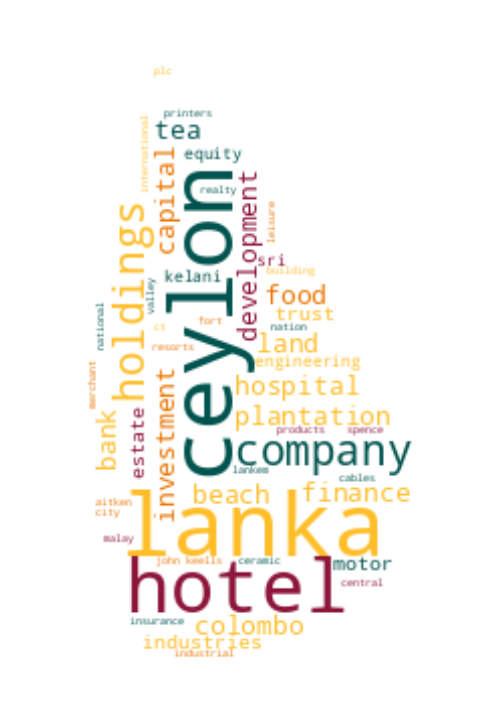 plc
printers
international
tea
equity
capital
ceylon
realty
development
leisure
holdings
sri
building
kelani
valley
food
national
ct
fort
trust
nation
land
resorts
engineering
merchant
investment
hospital
bank
estate
plantation
products
spence
company
lankem
cables
beach
finance
aitken
city
lanka
malay
john keells
ceramic
motor
hotel
central
insurance
colombo
industries
industrial